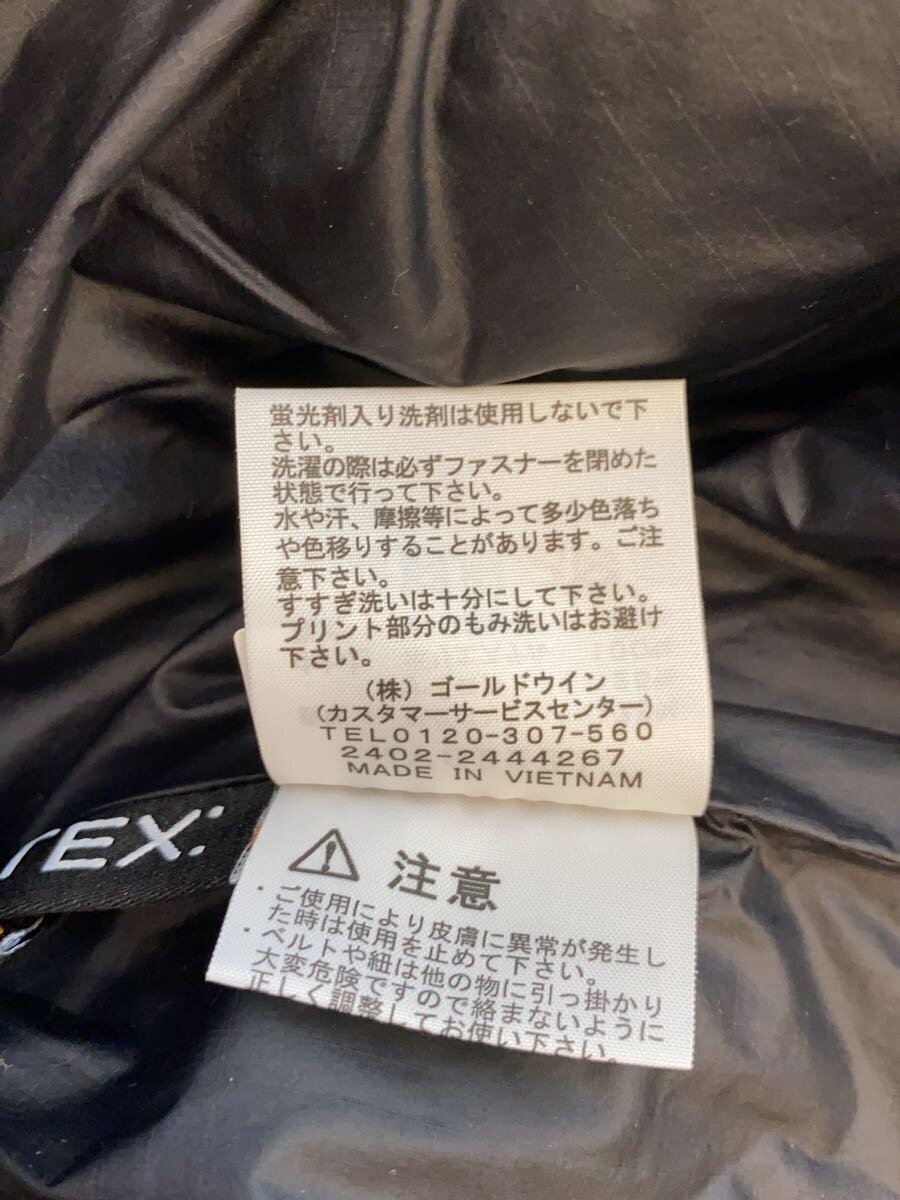 蛍光剤入り洗剤は使用しないで下
さい。
洗濯の際は必ずファスナーを閉めた
状態で行って下さい。
水や汗、摩擦等によって多少色落ち
や色移りすることがあります。ご注
意下さい。
すすぎ洗いは十分にして下さい。
プリント部分のもみ洗いはお避け
下さい。
(株) ゴールドウイン
(カスタマーサービスセンター)
TEL0120-307-560
2402-2444267
MADE IN VIETNAM
TEX
注意
・ご使用により皮膚に異常が発生し
た時は使用を止めて下さい。
・ベルトや紐は他の物に引っ掛かり
大変危険ですので絡まないように
正しく調整してお使い下さい。